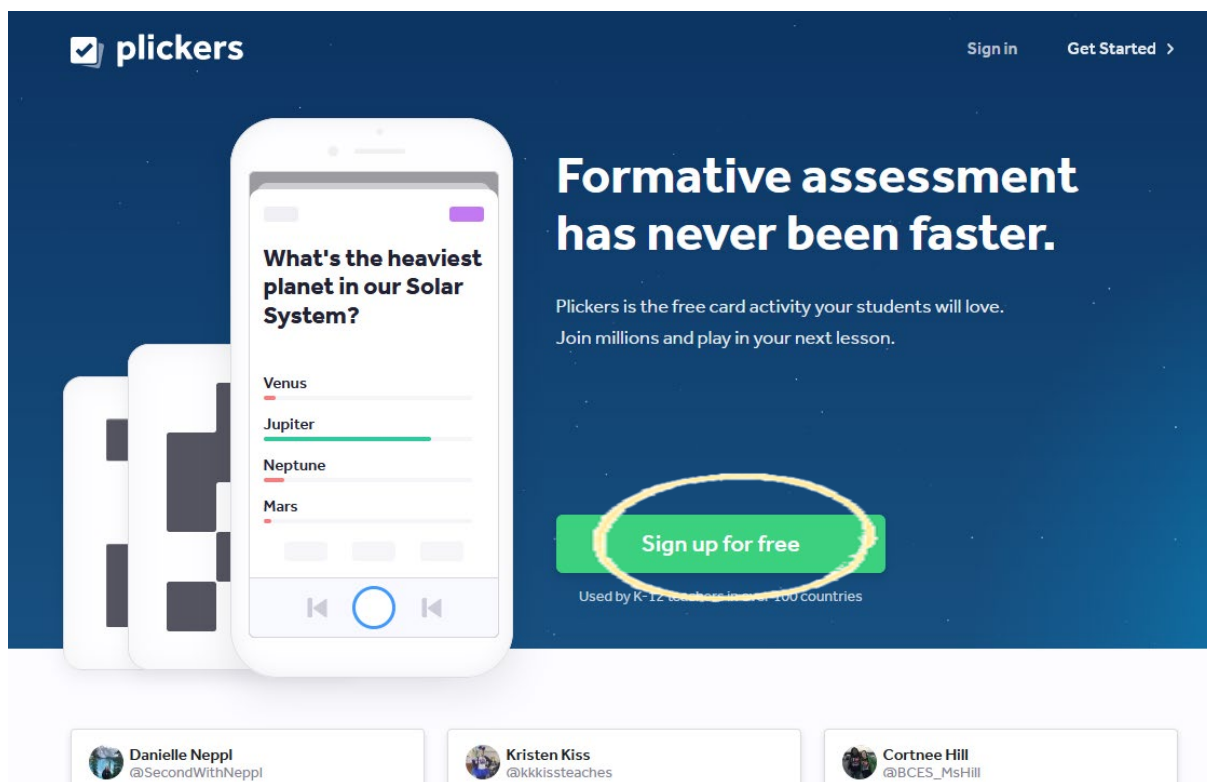 plickers
Sign in
Get Started >
Formative assessment
has never been faster.
Plickers is the free card activity your students will love.
Join millions and play in your next lesson.
What's the heaviest
planet in our Solar
System?
Venus
Jupiter
Neptune
Mars
Sign up for free
Used by K-12 teachers in over 100 countries
Danielle Neppl
@SecondWithNeppl
Kristen Kiss
@kkkissteaches
Cortnee Hill
@BCES_MsHill